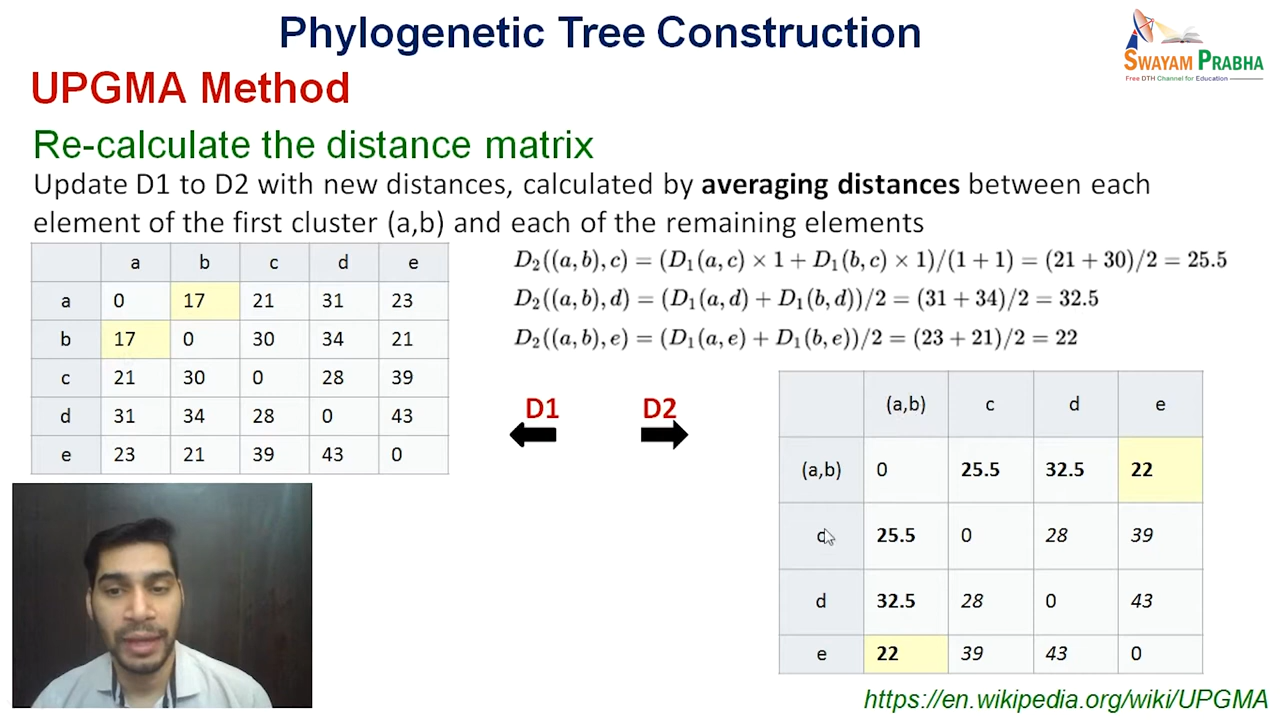 Phylogenetic Tree Construction
SWAYAM PRABHA
Free DTH Channel for Education
UPGMA Method
Re-calculate the distance matrix
Update D1 to D2 with new distances, calculated by averaging distances between each
element of the first cluster (a,b) and each of the remaining elements
a b c d e
a 0 17 21 31 23
b 17 0 30 34 21
c 21 30 0 28 39
d 31 34 28 0 43
e 23 21 39 43 0
D₂((a, b), c) = (D₁(a, c) × 1 + D₁(b, c) × 1)/(1 + 1) = (21 + 30)/2 = 25.5
D₂((a, b), d) = (D₁(a, d) + D₁(b, d))/2 = (31 + 34)/2 = 32.5
D₂((a, b), e) = (D₁(a, e) + D₁(b, e))/2 = (23 + 21)/2 = 22
D1 D2
(a,b) c d e
(a,b) 0 25.5 32.5 22
c 25.5 0 28 39
d 32.5 28 0 43
e 22 39 43 0
https://en.wikipedia.org/wiki/UPGMA